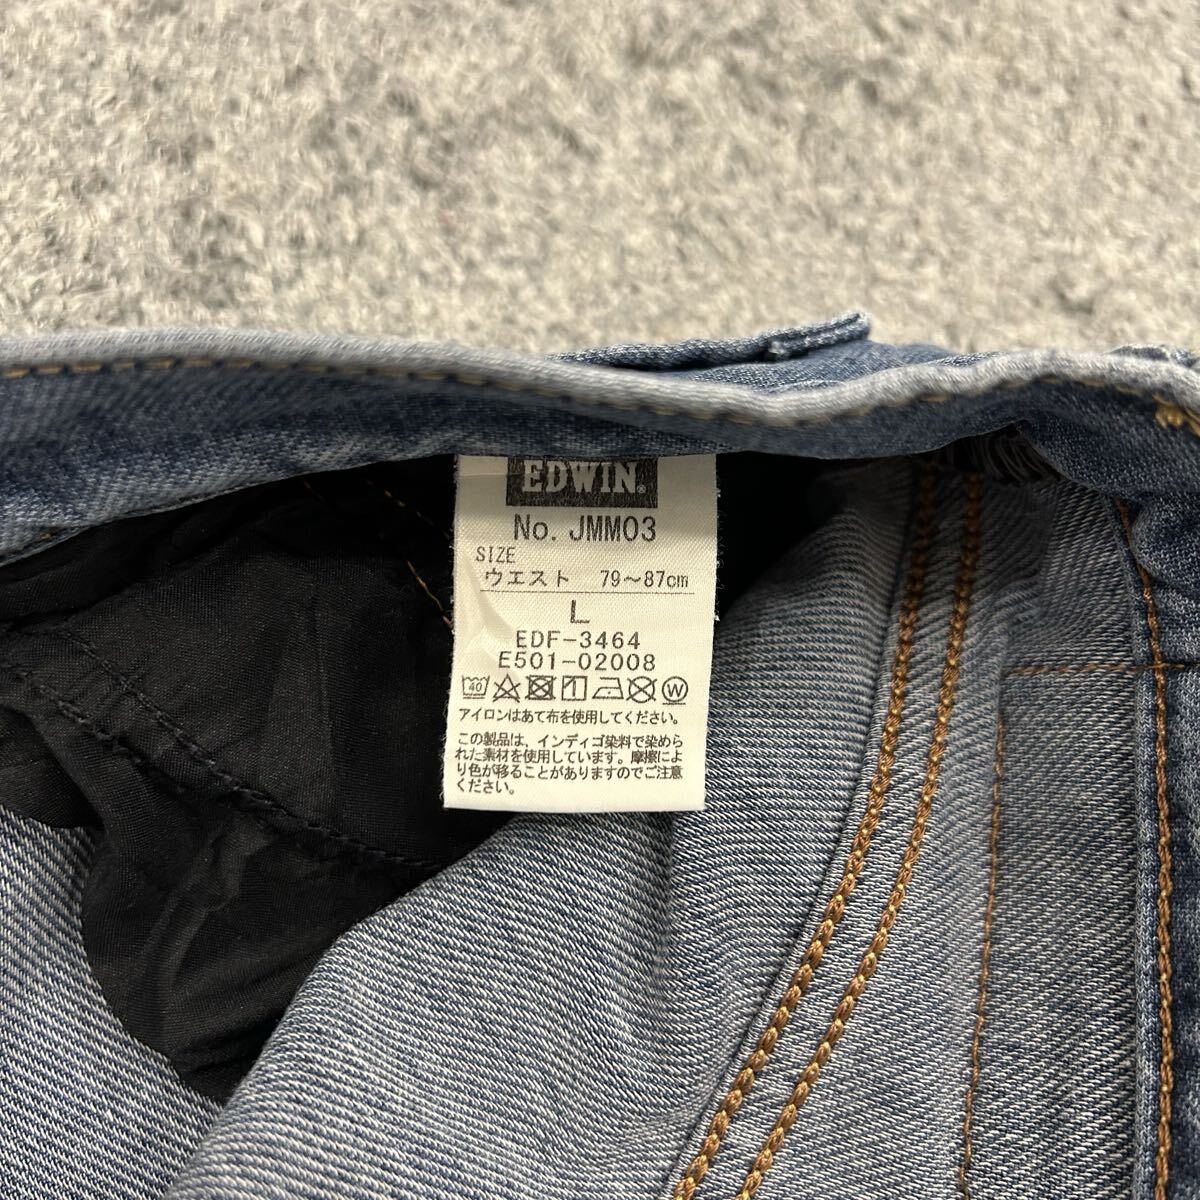 EDWIN®
No. JMM03
SIZE
ウエスト 79~87cm
L
EDF-3464
E501-02008
40 1 W
アイロンはあて布を使用してください。
この製品は、インディゴ染料で染めら
れた素材を使用しています。摩擦によ
り色が移ることがありますのでご注意
ください。